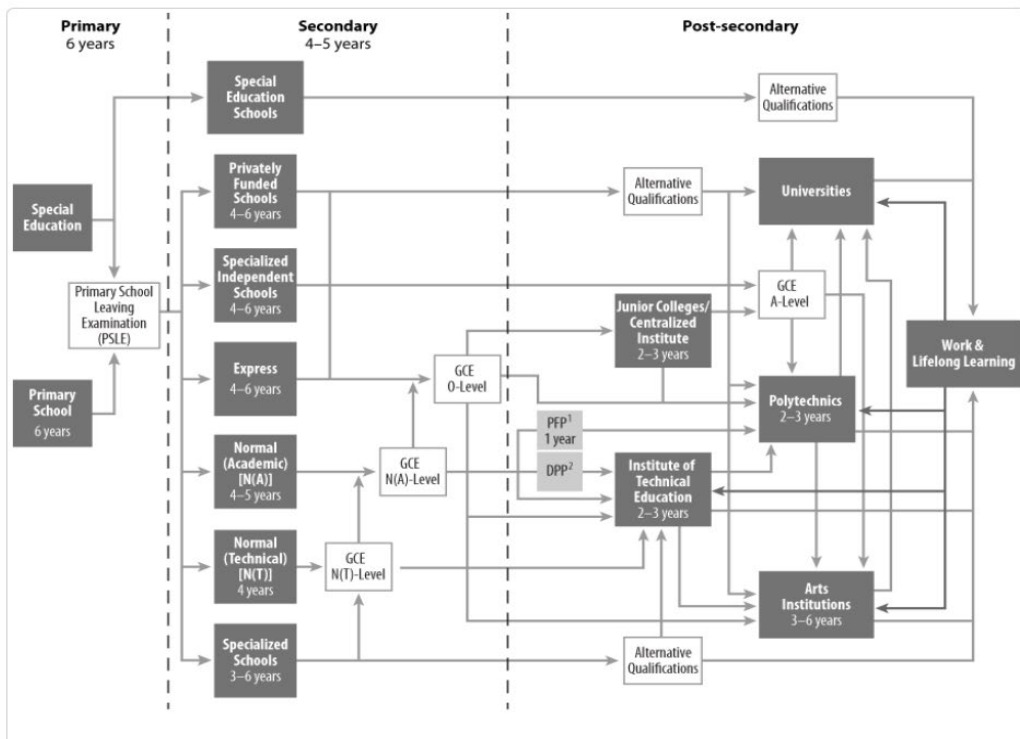 Primary
6 years
Secondary
4–5 years
Post-secondary
Special
Education
Schools
Alternative
Qualifications
Privately
Funded
Schools
4–6 years
Alternative
Qualifications
Universities
Special
Education
Specialized
Independent
Schools
4–6 years
GCE
A-Level
Primary School
Leaving
Examination
(PSLE)
Junior Colleges/
Centralized
Institute
2–3 years
Work &
Lifelong Learning
Express
4–6 years
GCE
O-Level
Primary
School
6 years
Polytechnics
2–3 years
PFP¹
1 year
Normal
(Academic)
[N(A)]
4–5 years
GCE
N(A)-Level
DPP²
Institute of
Technical
Education
2–3 years
Normal
(Technical)
[N(T)]
4 years
GCE
N(T)-Level
Arts
Institutions
3–6 years
Specialized
Schools
3–6 years
Alternative
Qualifications